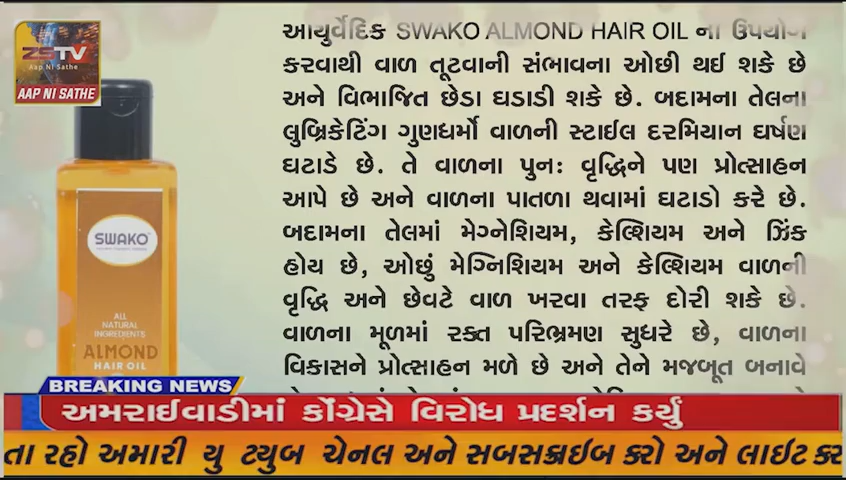 ZSTV
Aap Ni Sathe
AAP NI SATHE
આયુર્વેદિક SWAKO ALMOND HAIR OIL ના ઉપયોગ
કરવાથી વાળ તૂટવાની સંભાવના ઓછી થઈ શકે છે
અને વિભાજિત છેડા ઘડાડી શકે છે. બદામના તેલના
લુબ્રિકેટિંગ ગુણધર્મો વાળની સ્ટાઈલ દરમિયાન ઘર્ષણ
ઘટાડે છે. તે વાળના પુનઃ વૃદ્ધિને પણ પ્રોત્સાહન
આપે છે અને વાળના પાતળા થવામાં ઘટાડો કરે છે.
બદામના તેલમાં મેગ્નેશિયમ, કેલ્શિયમ અને ઝિંક
હોય છે, ઓછું મેગ્નિશિયમ અને કેલ્શિયમ વાળની
વૃદ્ધિ અને છેવટે વાળ ખરવા તરફ દોરી શકે છે.
વાળના મૂળમાં રક્ત પરિભ્રમણ સુધરે છે, વાળના
વિકાસને પ્રોત્સાહન મળે છે અને તેને મજબૂત બનાવે
SWAKO
ALL
NATURAL
INGREDIENTS
ALMOND
HAIR OIL
BREAKING NEWS
અમરાઈવાડીમાં કોંગ્રેસે વિરોધ પ્રદર્શન કર્યું
તા રહો અમારી યુ ટ્યુબ ચેનલ અને સબસક્રાઇબ કરો અને લાઈટ કર